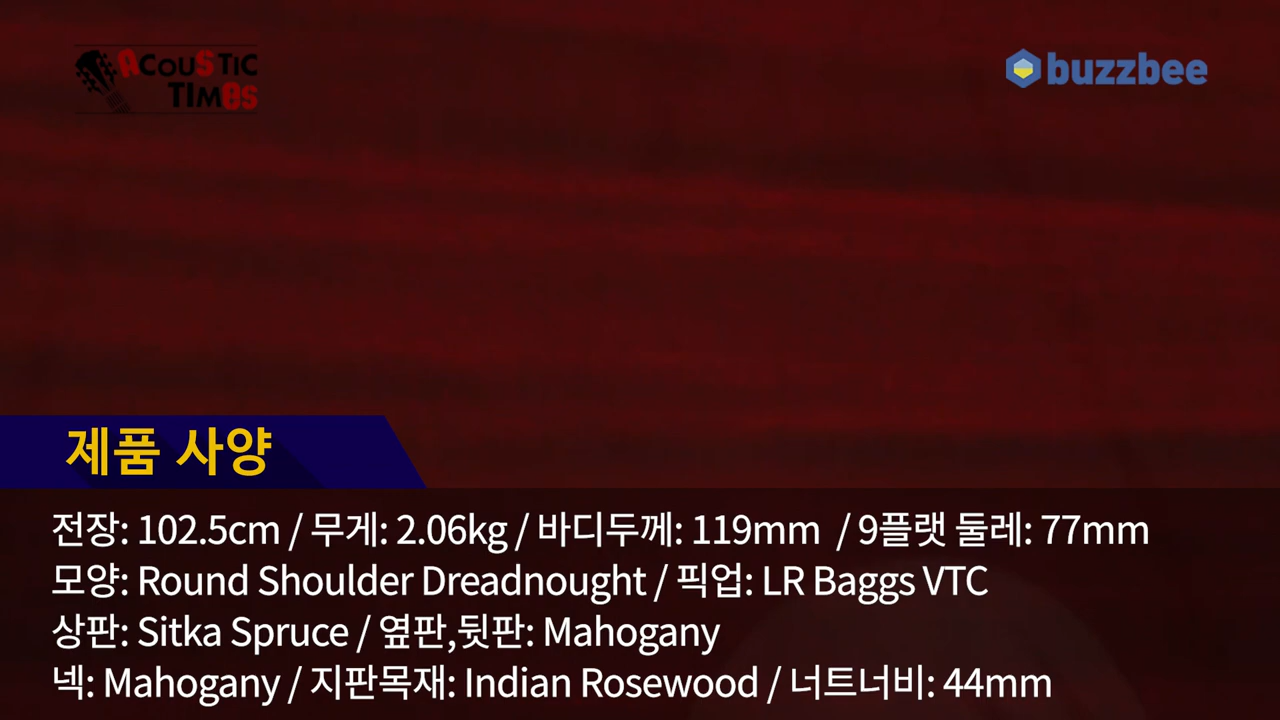 ACOUSTIC
TIMES
buzzbee
제품 사양
전장: 102.5cm / 무게: 2.06kg / 바디두께: 119mm / 9플랫 둘레: 77mm
모양: Round Shoulder Dreadnought / 픽업: LR Baggs VTC
상판: Sitka Spruce / 옆판,뒷판: Mahogany
넥: Mahogany / 지판목재: Indian Rosewood / 너트너비: 44mm